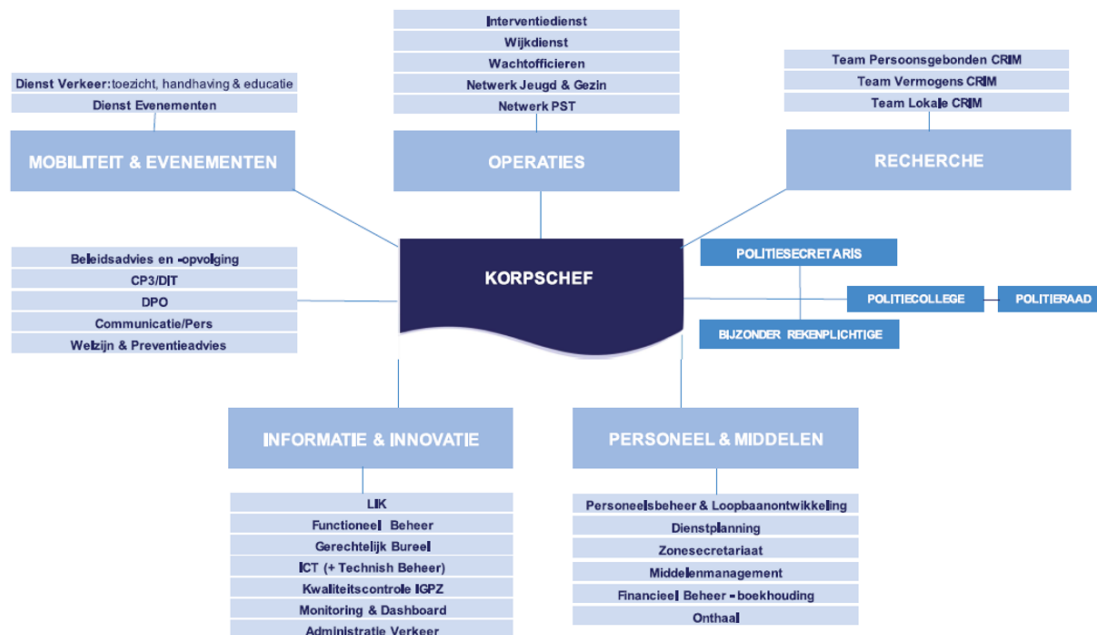 Interventiedienst
Wijkdienst
Wachtofficieren
Netwerk Jeugd & Gezin
Netwerk PST
OPERATIES
Dienst Verkeer:toezicht, handhaving & educatie
Dienst Evenementen
MOBILITEIT & EVENEMENTEN
Team Persoonsgebonden CRIM
Team Vermogens CRIM
Team Lokale CRIM
RECHERCHE
Beleidsadvies en -opvolging
CP3/DIT
DPO
Communicatie/Pers
Welzijn & Preventieadvies
KORPSCHEF
POLITIESECRETARIS
POLITIECOLLEGE
POLITIERAAD
BIJZONDER REKENPLICHTIGE
INFORMATIE & INNOVATIE
LIK
Functioneel Beheer
Gerechtelijk Bureel
ICT (+ Technish Beheer)
Kwaliteitscontrole IGPZ
Monitoring & Dashboard
Administratie Verkeer
PERSONEEL & MIDDELEN
Personeelsbeheer & Loopbaanontwikkeling
Dienstplanning
Zonesecretariaat
Middelenmanagement
Financieel Beheer - boekhouding
Onthaal